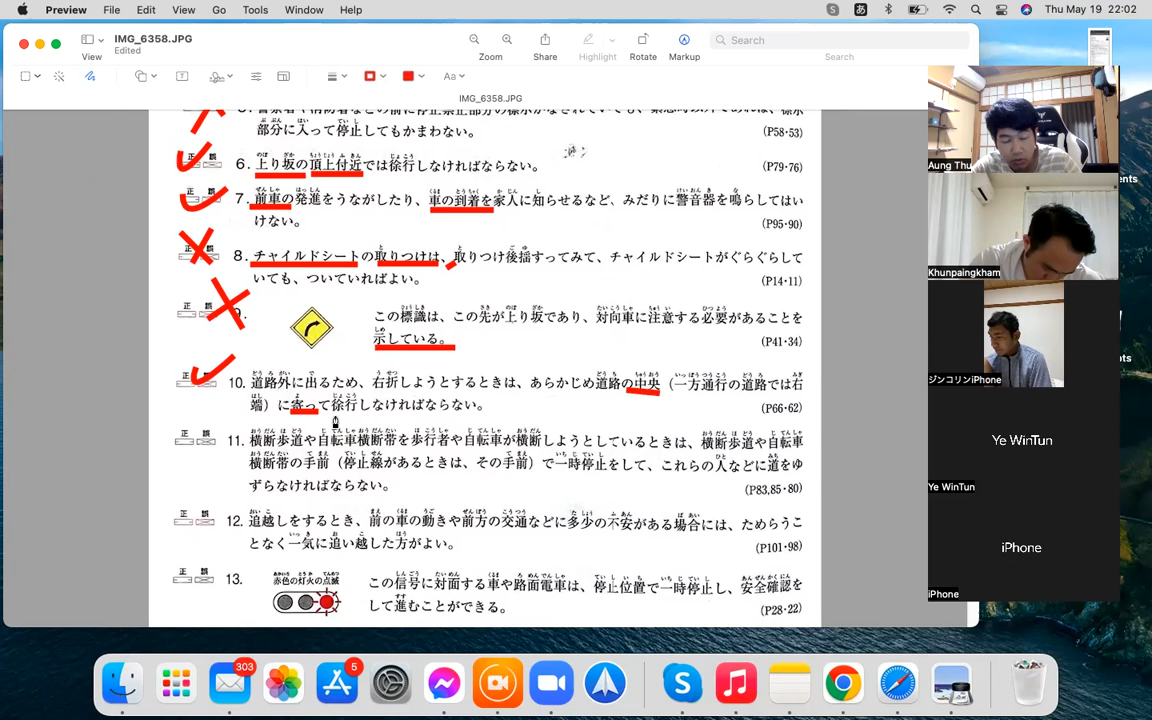 Preview File Edit View Go Tools Window Help
あ
Thu May 19 22:02
IMG_6358.JPG
Edited
View
Zoom
Share
Highlight
Rotate
Markup
Search
Search
Aa
IMG_6358.JPG
部分に入って停止してもかまわない。
(P58・53)
正 誤 6. 上り坂の頂上付近では徐行しなければならない。
(P79・76)
7. 前車の発進をうながしたり、車の到着を家人に知らせるなど、みだりに警音器を鳴らしてはい
けない。
(P95・90)
8. チャイルドシートの取りつけは、取りつけ後揺すってみて、チャイルドシートがぐらぐらして
いても、ついていればよい。
(P14・11)
正 誤 9. この標識は、この先が上り坂であり、対向車に注意する必要があることを
示している。
(P41・34)
正 誤 10. 道路外に出るため、右折しようとするときは、あらかじめ道路の中央（一方通行の道路では右
端）に寄って徐行しなければならない。
(P66・62)
正 誤 11. 横断歩道や自転車横断帯を歩行者や自転車が横断しようとしているときは、横断歩道や自転車
横断帯の手前（停止線があるときは、その手前）で一時停止をして、これらの人などに道をゆ
ずらなければならない。
(P83,85・80)
正 誤 12. 追越しをするとき、前の車の動きや前方の交通などに多少の不安がある場合には、ためらうこ
となく一気に追い越した方がよい。
(P101・98)
正 誤 13. 赤色の灯火の点滅
この信号に対面する車や路面電車は、停止位置で一時停止し、安全確認を
して進むことができる。
(P28・22)
Aung Thu
Khunpaingkham
ジンコリンiPhone
Ye WinTun
Ye WinTun
iPhone
iPhone
303
5